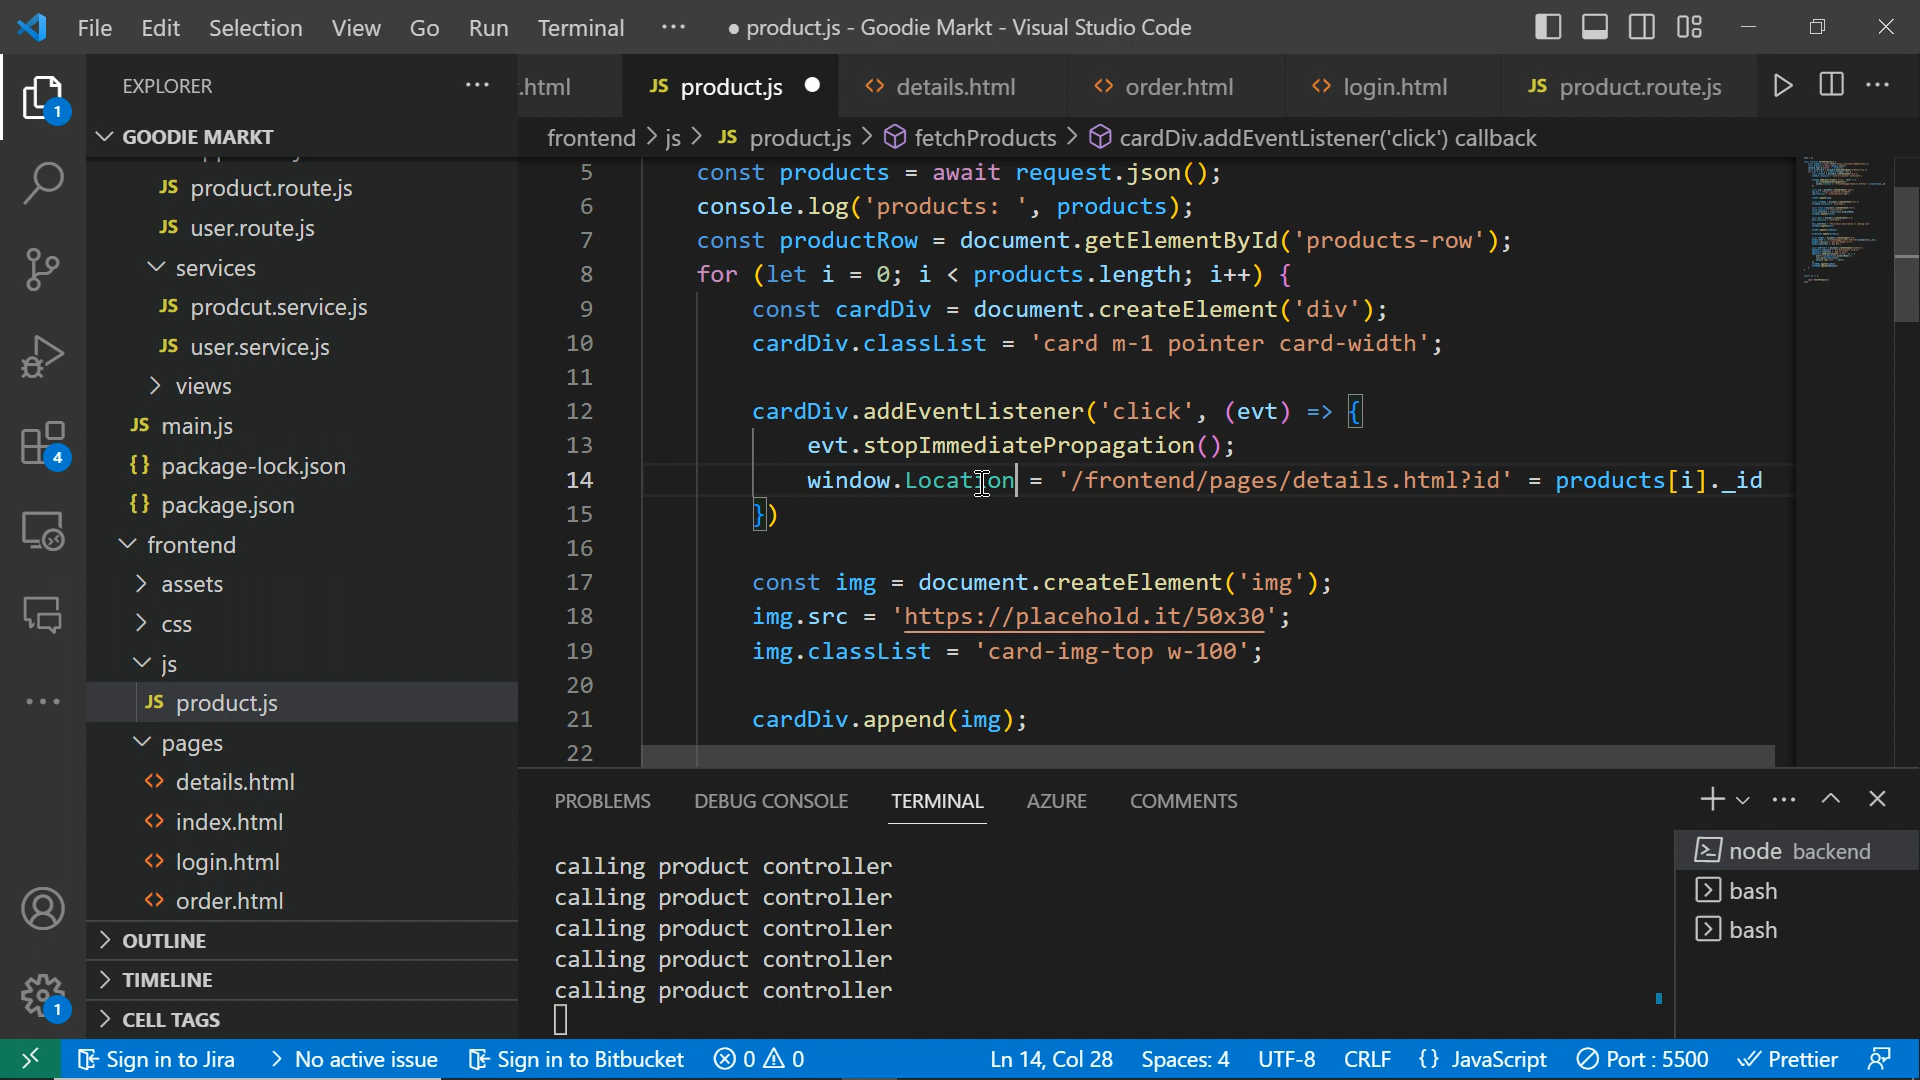 File Edit Selection View Go Run Terminal ··· ● product.js - Goodie Markt - Visual Studio Code
EXPLORER ···
GOODIE MARKT
JS product.route.js
JS user.route.js
services
JS prodcut.service.js
JS user.service.js
views
JS main.js
{} package-lock.json
{} package.json
frontend
assets
css
js
JS product.js
pages
<> details.html
<> index.html
<> login.html
<> order.html
OUTLINE
TIMELINE
CELL TAGS
1
4
1
.html JS product.js ● <> details.html <> order.html <> login.html JS product.route.js
frontend > js > JS product.js > fetchProducts > cardDiv.addEventListener('click') callback
5 const products = await request.json();
6 console.log('products: ', products);
7 const productRow = document.getElementById('products-row');
8 for (let i = 0; i < products.length; i++) {
9 const cardDiv = document.createElement('div');
10 cardDiv.classList = 'card m-1 pointer card-width';
11
12 cardDiv.addEventListener('click', (evt) => {
13 evt.stopImmediatePropagation();
14 window.Location = '/frontend/pages/details.html?id' = products[i]._id
15 })
16
17 const img = document.createElement('img');
18 img.src = 'https://placehold.it/50x30';
19 img.classList = 'card-img-top w-100';
20
21 cardDiv.append(img);
22
PROBLEMS DEBUG CONSOLE TERMINAL AZURE COMMENTS
calling product controller
calling product controller
calling product controller
calling product controller
calling product controller
node backend
bash
bash
Sign in to Jira > No active issue Sign in to Bitbucket 0 0 Ln 14, Col 28 Spaces: 4 UTF-8 CRLF {} JavaScript Port : 5500 Prettier